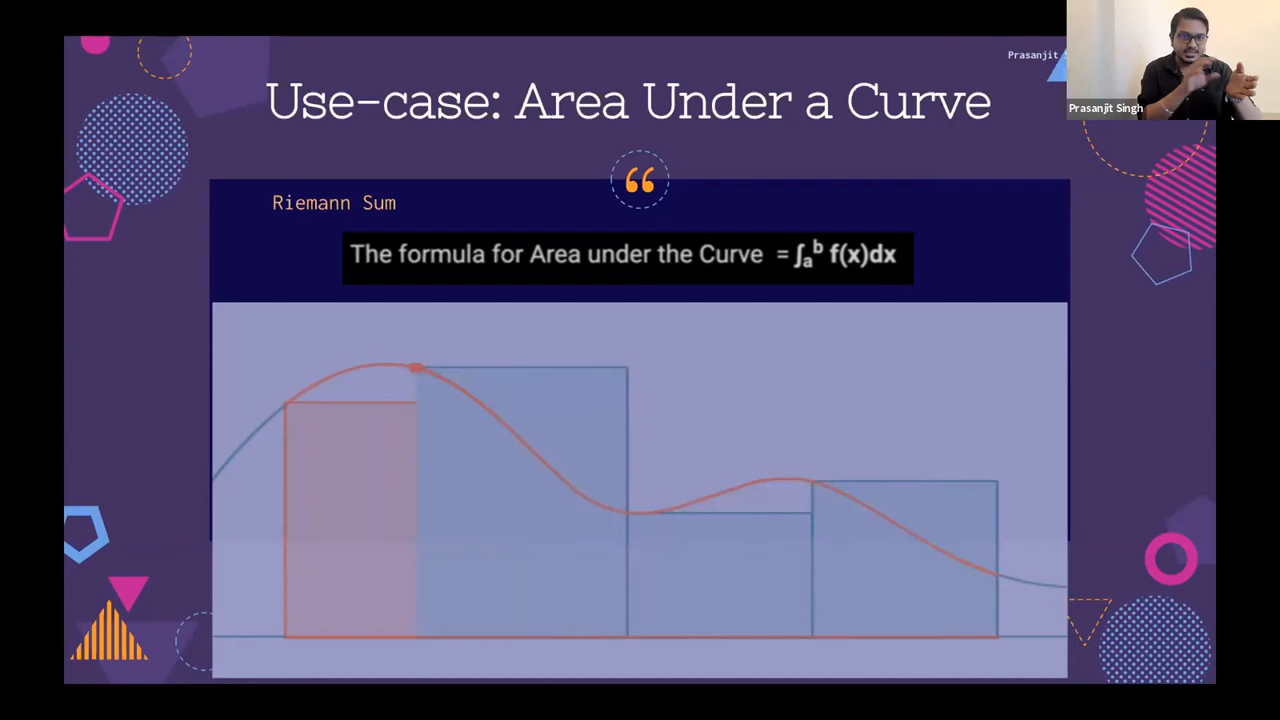 Prasanjit
Use-case: Area Under a Curve
Prasanjit Singh
“
Riemann Sum
The formula for Area under the Curve = ∫ₐᵇ f(x)dx